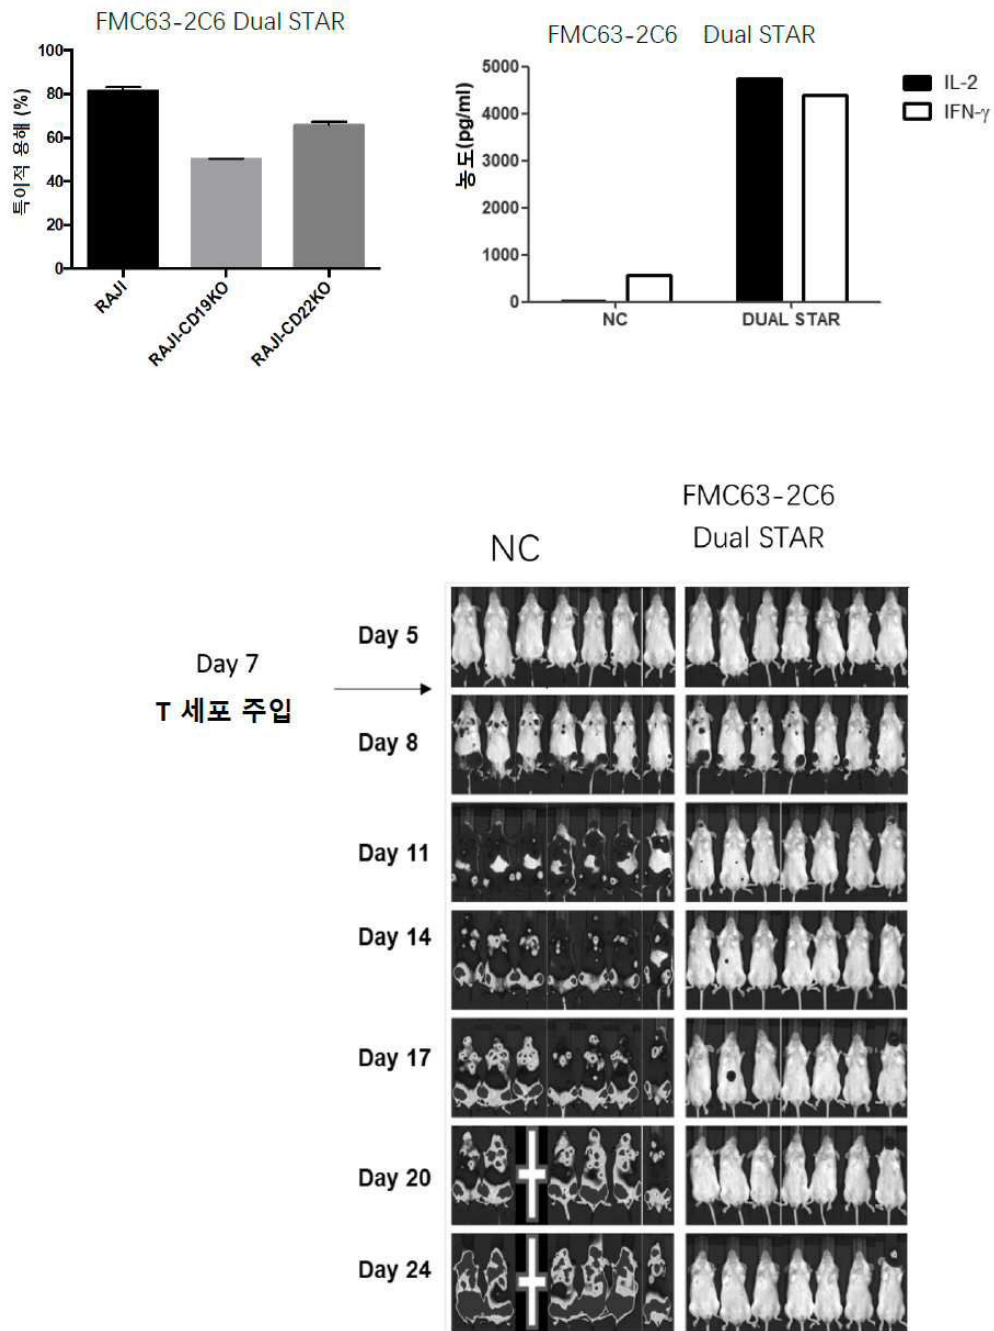 FMC63-2C6 Dual STAR
특이적 용해 (%)
100
80
60
40
20
0
RAJI
RAJI-CD19KO
RAJI-CD22KO
FMC63-2C6 Dual STAR
농도(pg/ml)
5000
4000
3000
2000
1000
0
NC
DUAL STAR
IL-2
IFN-γ
NC
FMC63-2C6
Dual STAR
Day 5
Day 7
T 세포 주입
Day 8
Day 11
Day 14
Day 17
Day 20
Day 24